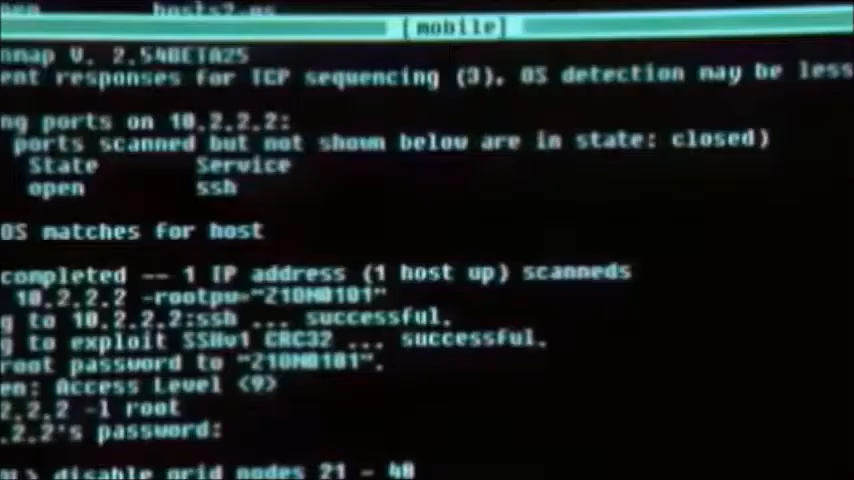 hosts2.ns
[mobile]
nmap V. 2.54BETA25
ent responses for TCP sequencing (3), OS detection may be less
ng ports on 10.2.2.2:
ports scanned but not shown below are in state: closed)
State Service
open ssh
OS matches for host
completed -- 1 IP address (1 host up) scanneds
10.2.2.2 -rootpw="Z10N0101"
g to 10.2.2.2:ssh ... successful.
g to exploit SSHv1 CRC32 ... successful.
root password to "Z10N0101".
en: Access Level <9>
2.2.2 -l root
.2.2's password:
> disable grid nodes 21 - 40